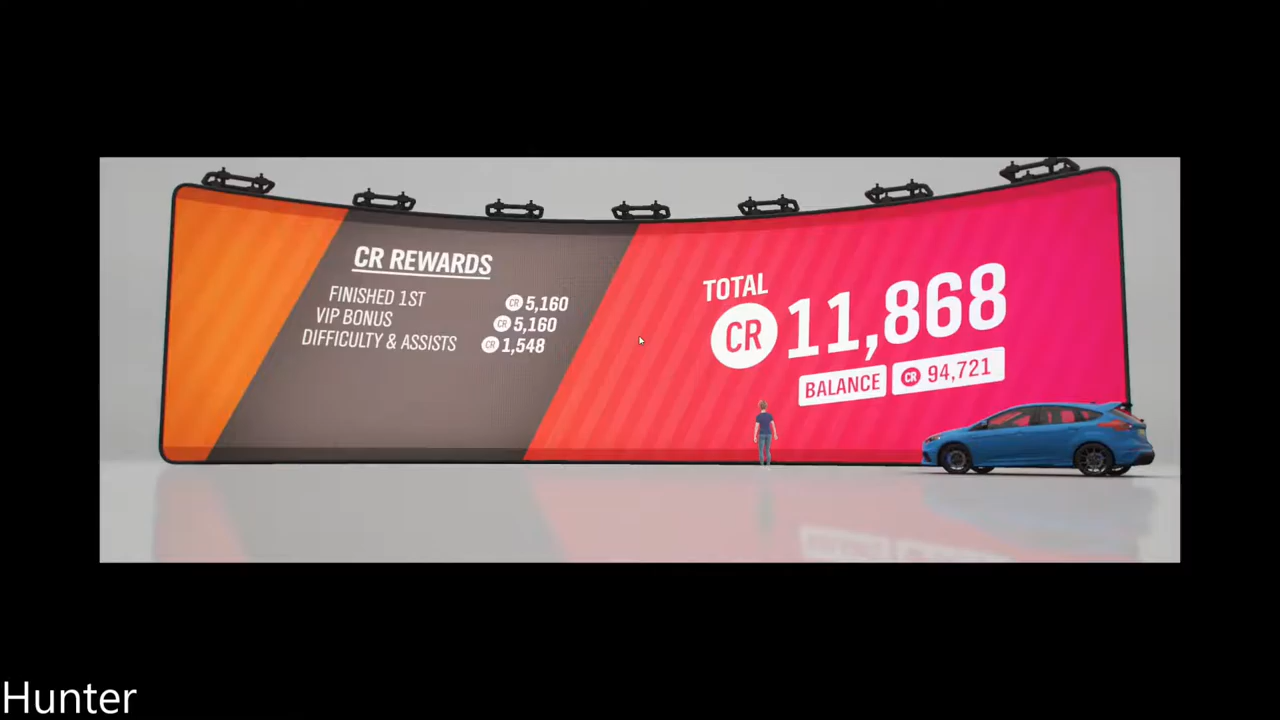 CR REWARDS
FINISHED 1ST CR 5,160
VIP BONUS CR 5,160
DIFFICULTY & ASSISTS CR 1,548
TOTAL
CR 11,868
BALANCE CR 94,721
Hunter